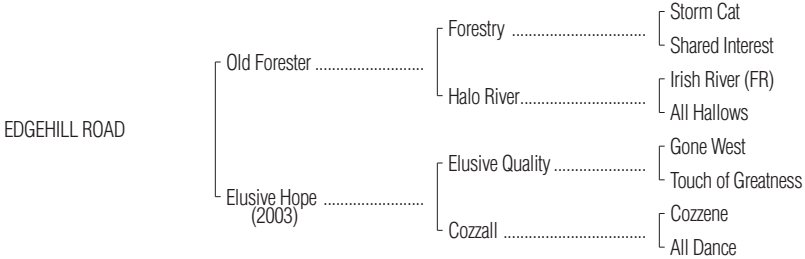 Storm Cat
Forestry ..............................
Shared Interest
Old Forester ........................
Irish River (FR)
Halo River............................
All Hallows
EDGEHILL ROAD
Gone West
Elusive Quality ......................
Touch of Greatness
Elusive Hope ......................
(2003)
Cozzene
Cozzall ................................
All Dance